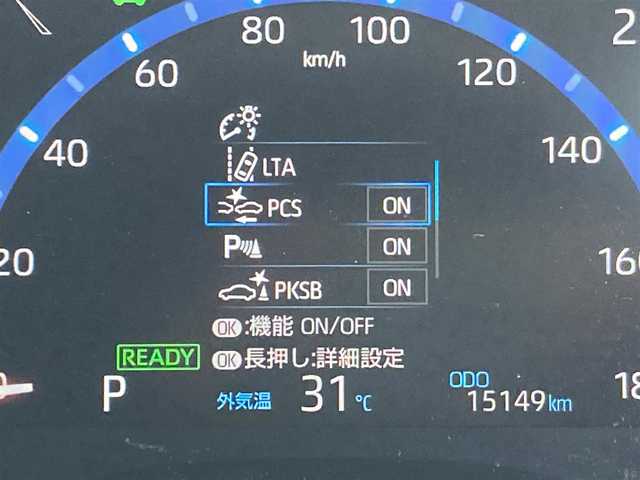 80 100
km/h
60 120
40 140
LTA
PCS ON
P ON
20 160
PKSB ON
OK:機能 ON/OFF
READY OK長押し:詳細設定
P 外気温 31℃ ODO 15149km